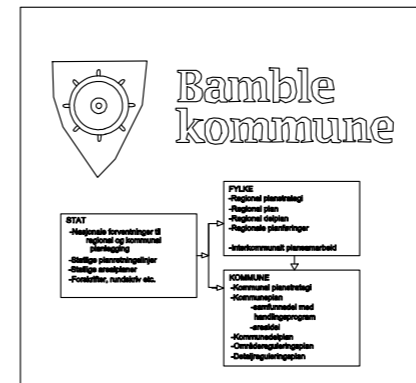 Bamble
kommune
STAT
-Nasjonale forventninger til
regional og kommunal
planlegging
-Statlige planretningslinjer
-Statlige arealplaner
-Forskrifter, rundskriv etc.
FYLKE
-Regional planstrategi
-Regional plan
-Regional delplan
-Regionale planføringer
-Interkommunalt plansamarbeid
KOMMUNE
-Kommunal planstrategi
-Kommuneplan
-samfunnsdel med
handlingsprogram
-arealdel
-Kommunedelplan
-Områdereguleringsplan
-Detaljreguleringsplan